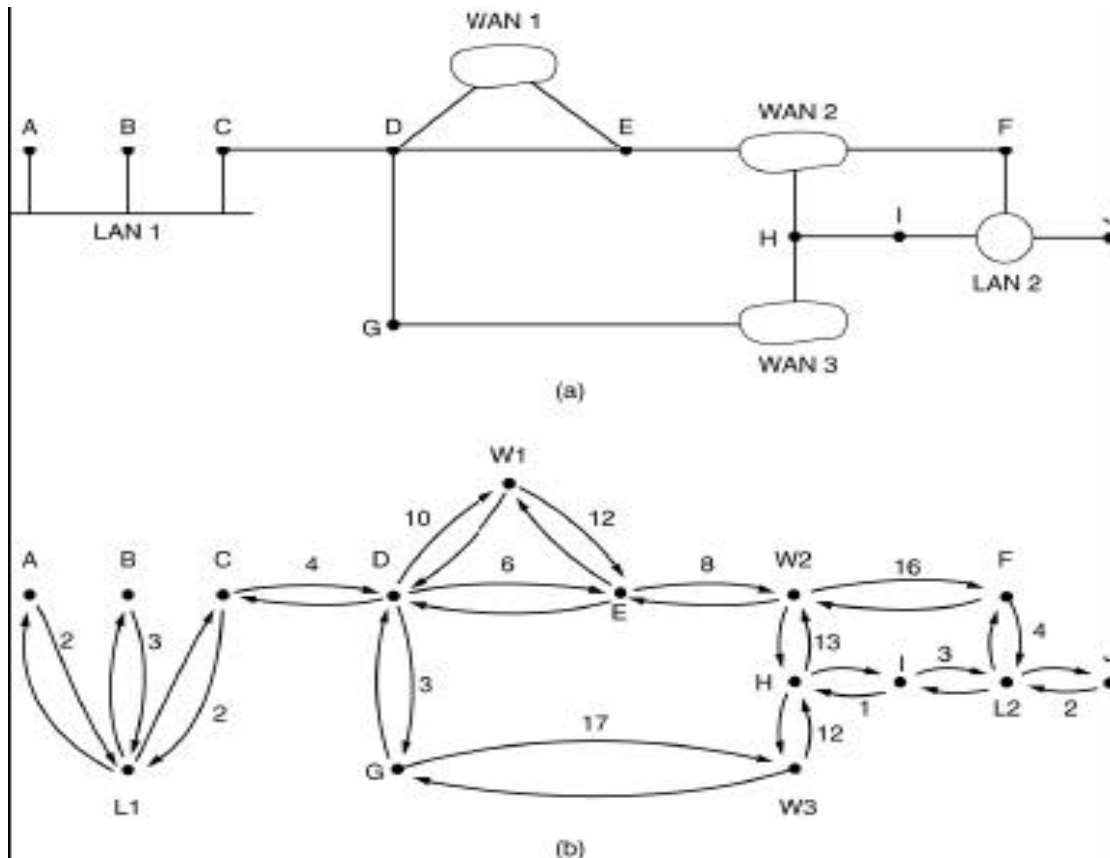 WAN 1
A B C D E WAN 2 F
LAN 1 H I J
LAN 2
G
WAN 3
(a)
W1
10 12
A B C 4 D 6 E 8 W2 16 F
2 3 2 3 13 4
H I 3 L2 J
1 2
G 17 12
L1 W3
(b)